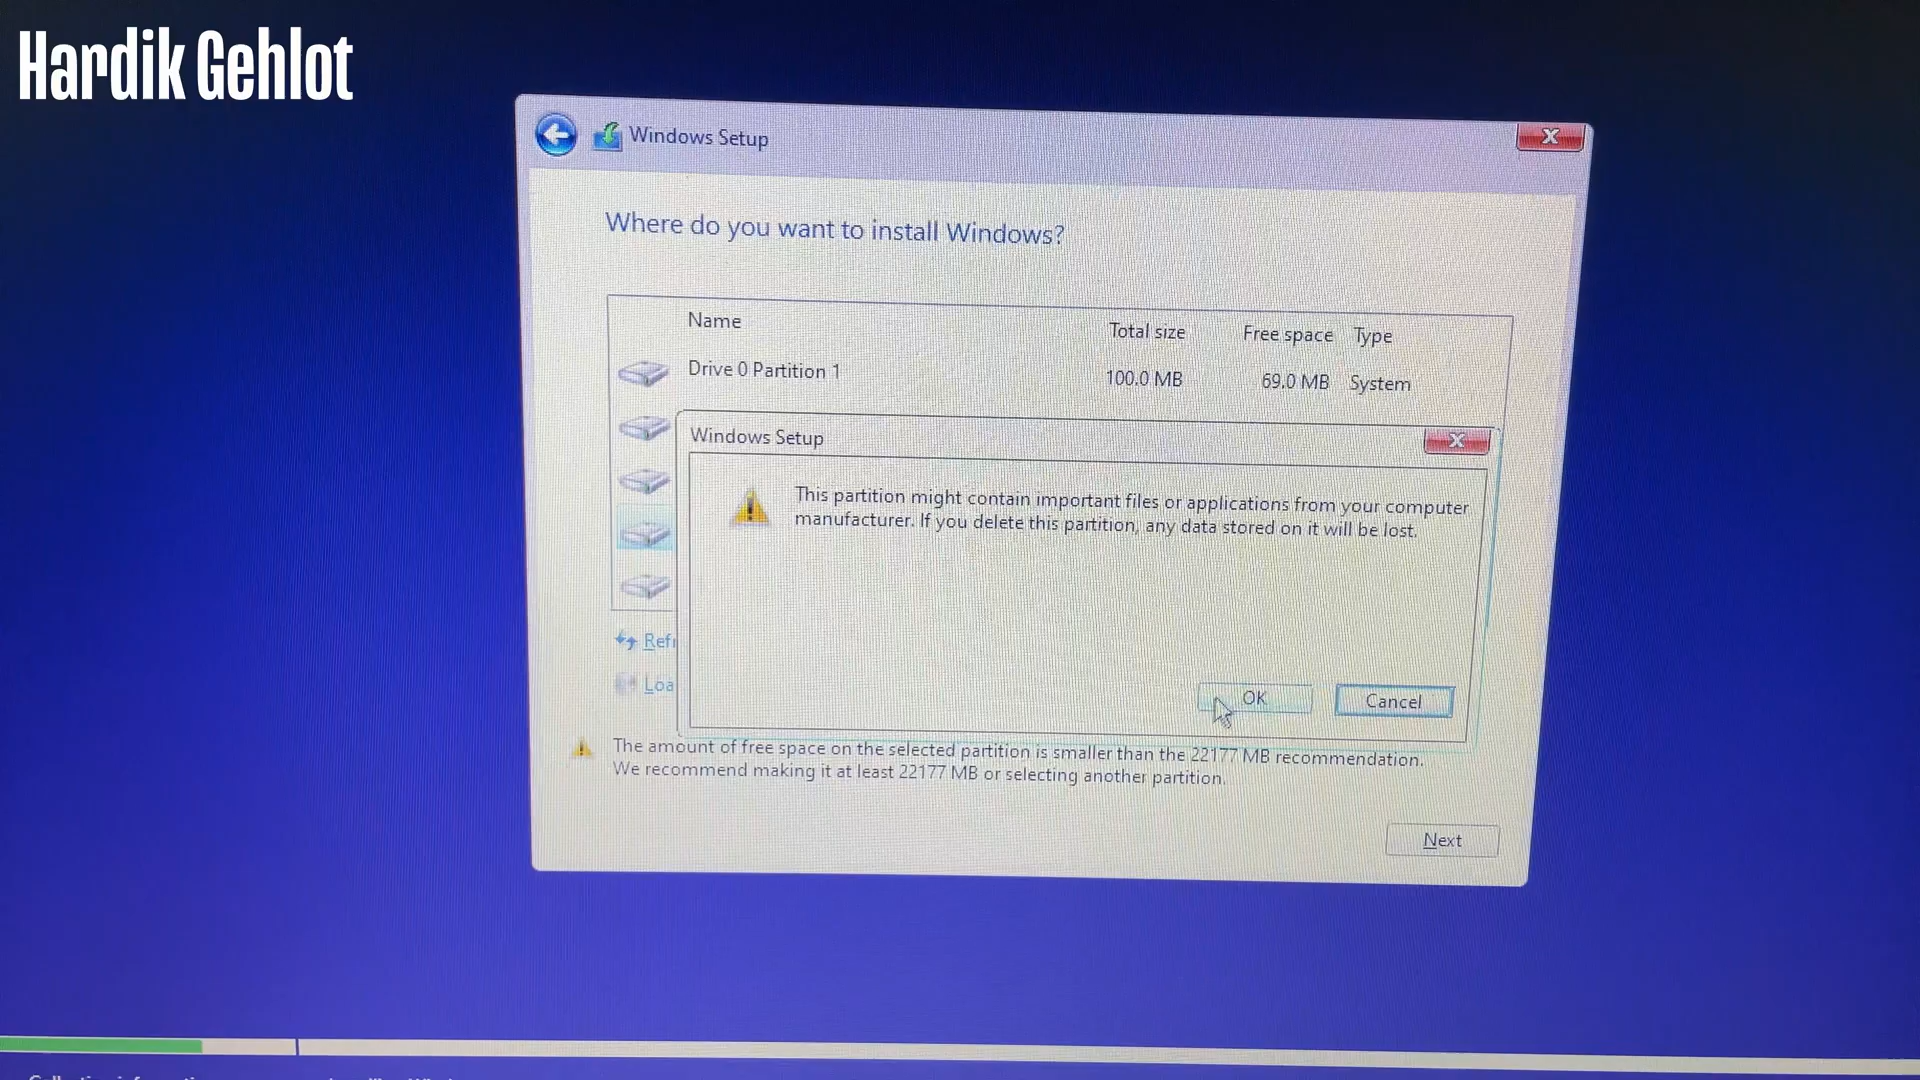 Hardik Gehlot
Windows Setup
Where do you want to install Windows?
Name Total size Free space Type
Drive 0 Partition 1 100.0 MB 69.0 MB System
Windows Setup
This partition might contain important files or applications from your computer
manufacturer. If you delete this partition, any data stored on it will be lost.
Refr
Loa
OK Cancel
The amount of free space on the selected partition is smaller than the 22177 MB recommendation.
We recommend making it at least 22177 MB or selecting another partition.
Next